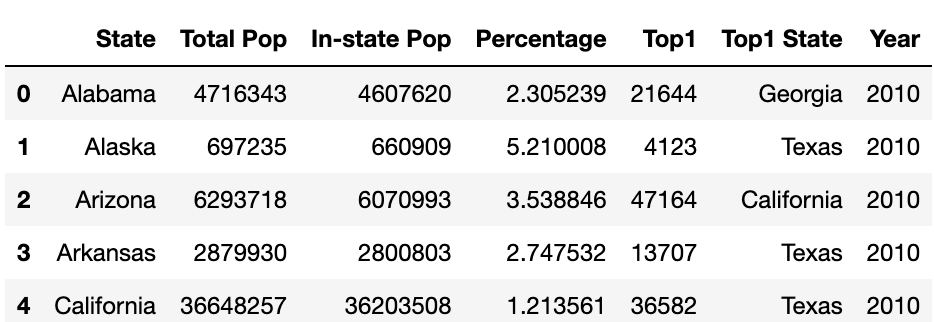 State Total Pop In-state Pop Percentage Top1 Top1 State Year
0 Alabama 4716343 4607620 2.305239 21644 Georgia 2010
1 Alaska 697235 660909 5.210008 4123 Texas 2010
2 Arizona 6293718 6070993 3.538846 47164 California 2010
3 Arkansas 2879930 2800803 2.747532 13707 Texas 2010
4 California 36648257 36203508 1.213561 36582 Texas 2010